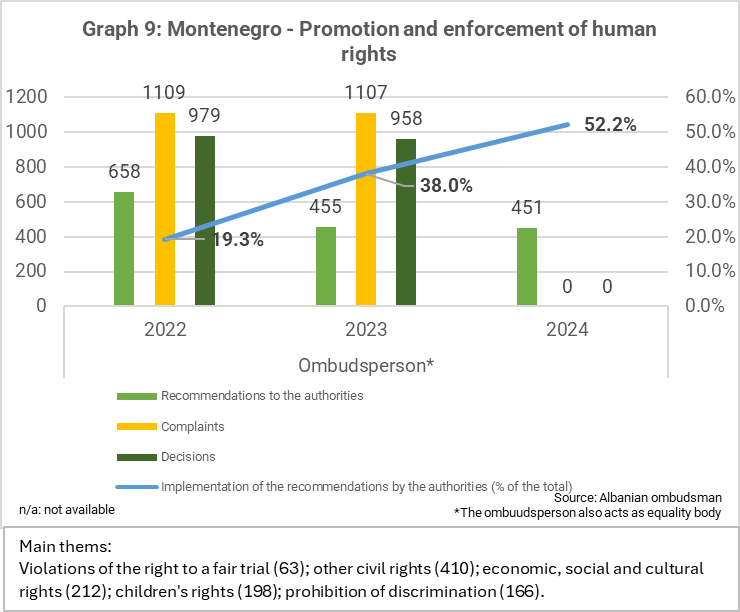 Graph 9: Montenegro - Promotion and enforcement of human
rights
1109
1107
1200
60.0%
979
958
52.2%
1000
50.0%
800
40.0%
658
38.0%
600
30.0%
455
451
400
20.0%
19.3%
200
10.0%
0 0
0
0.0%
2022 2023 2024
Ombudsperson*
Recommendations to the authorities
Complaints
Decisions
Implementation of the recommendations by the authorities (% of the total)
Source: Albanian ombudsman
n/a: not available
*The ombuudsperson also acts as equality body
Main thems:
Violations of the right to a fair trial (63); other civil rights (410); economic, social and cultural
rights (212); children's rights (198); prohibition of discrimination (166).